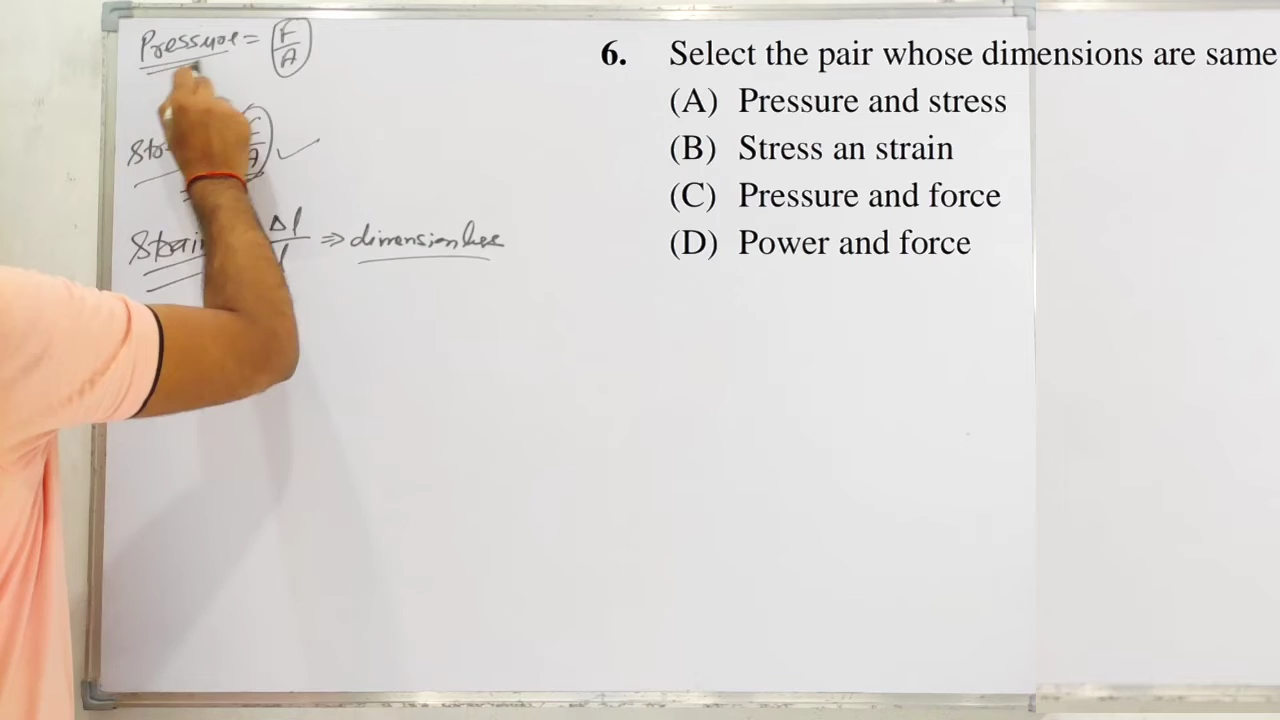 Pressure = F/A
Strain Δl/l ⇒ dimensionless
6. Select the pair whose dimensions are same
(A) Pressure and stress
(B) Stress an strain
(C) Pressure and force
(D) Power and force